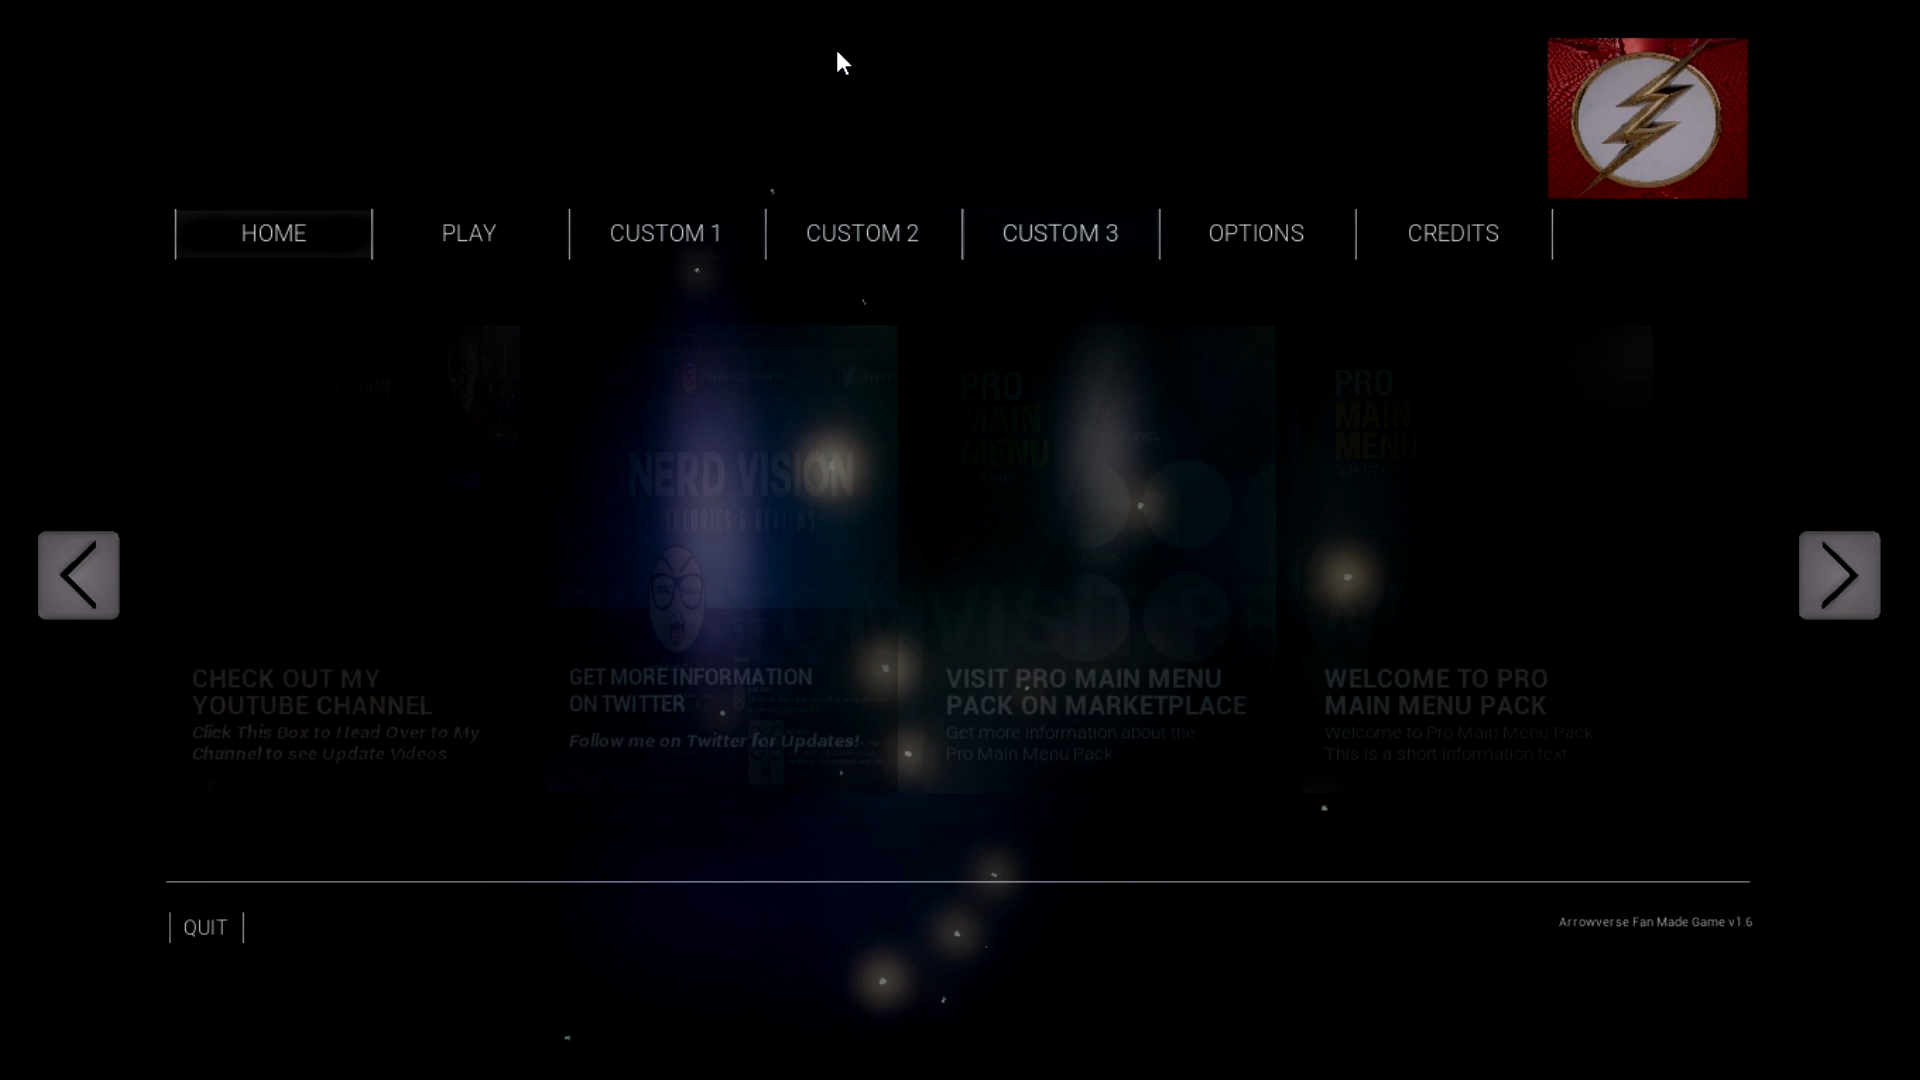 HOME
PLAY
CUSTOM 1
CUSTOM 2
CUSTOM 3
OPTIONS
CREDITS
VISION
NERD VISION
THEORIES & REVIEWS
PRO
MAIN
MENU
PRO
MAIN
MENU
CHECK OUT MY
YOUTUBE CHANNEL
Click This Box to Head Over to My
Channel to see Update Videos
GET MORE INFORMATION
ON TWITTER
Follow me on Twitter for Updates!
VISIT PRO MAIN MENU
PACK ON MARKETPLACE
Get more information about the
Pro Main Menu Pack
WELCOME TO PRO
MAIN MENU PACK
Welcome to Pro Main Menu Pack
This is a short information text.
QUIT
Arrowverse Fan Made Game v1.6